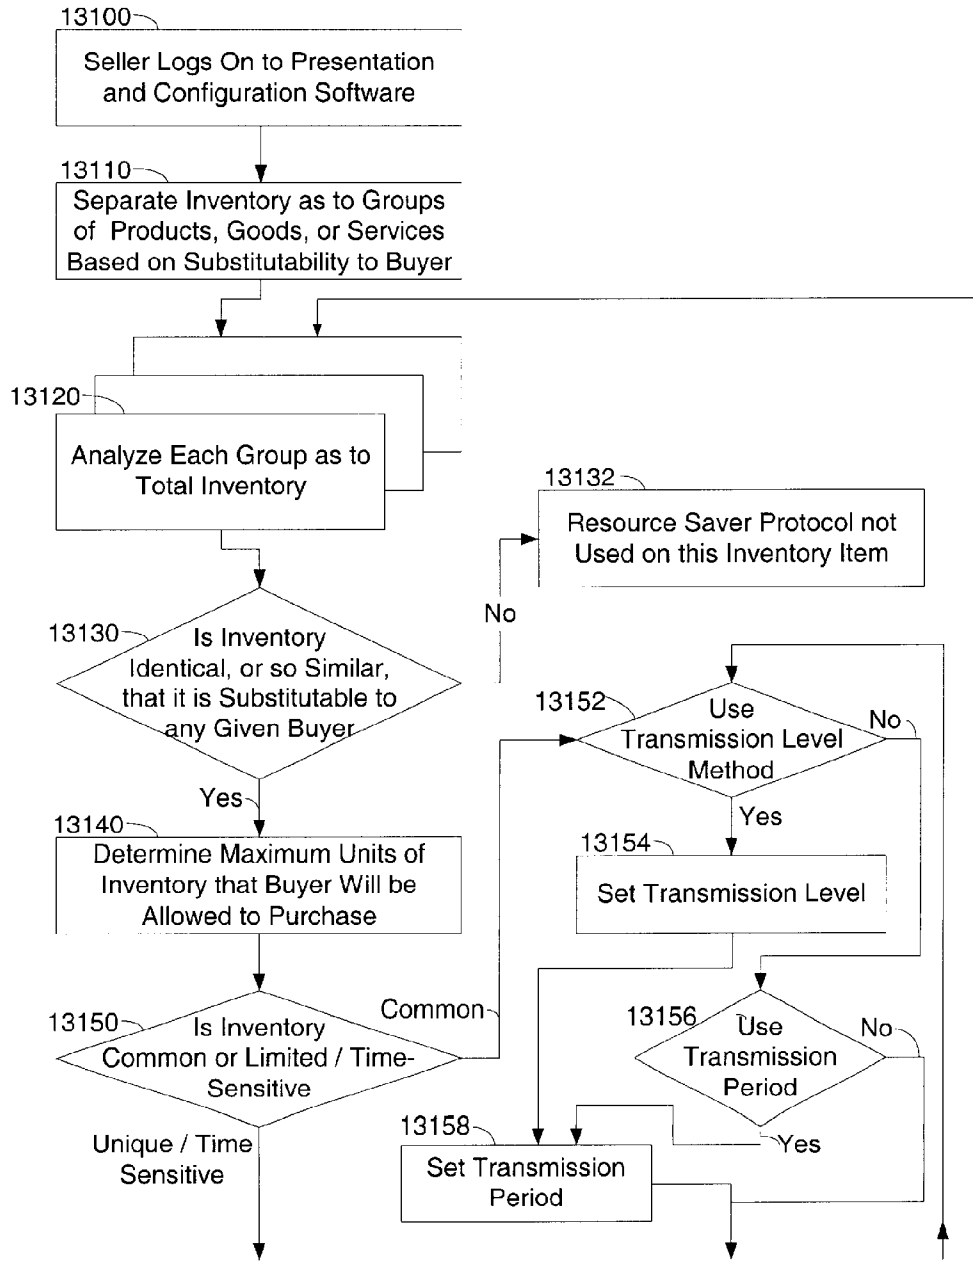 13100
Seller Logs On to Presentation
and Configuration Software
13110
Separate Inventory as to Groups
of Products, Goods, or Services
Based on Substitutability to Buyer
13120
Analyze Each Group as to
Total Inventory
13132
Resource Saver Protocol not
Used on this Inventory Item
No
13130
Is Inventory
Identical, or so Similar,
that it is Substitutable to
any Given Buyer
Yes
13152
Use
Transmission Level
Method
No
Yes
13140
Determine Maximum Units of
Inventory that Buyer Will be
Allowed to Purchase
13154
Set Transmission Level
Common
13150
Is Inventory
Common or Limited / Time-
Sensitive
13156
Use
Transmission
Period
No
Yes
Unique / Time
Sensitive
13158
Set Transmission
Period